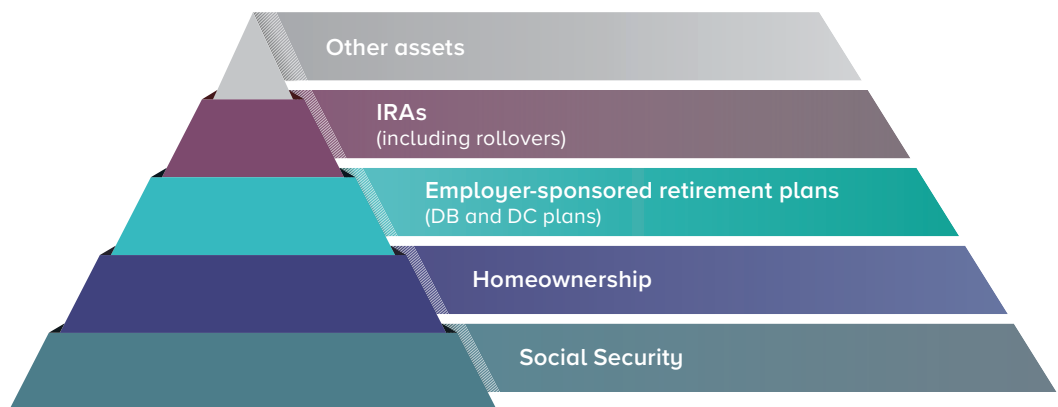 Other assets
IRAs
(including rollovers)
Employer-sponsored retirement plans
(DB and DC plans)
Homeownership
Social Security